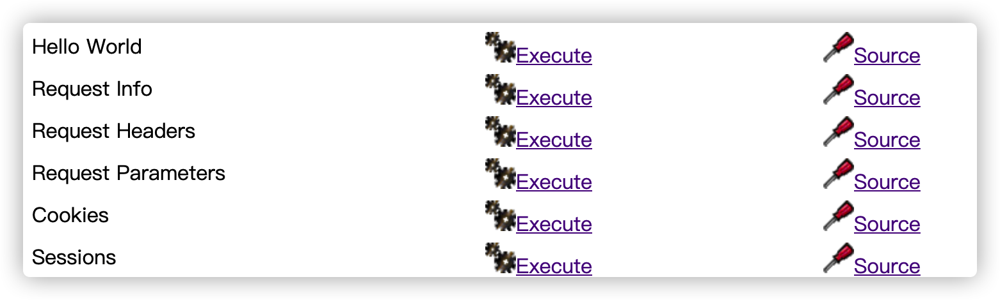 Hello World Execute Source
Request Info Execute Source
Request Headers Execute Source
Request Parameters Execute Source
Cookies Execute Source
Sessions Execute Source